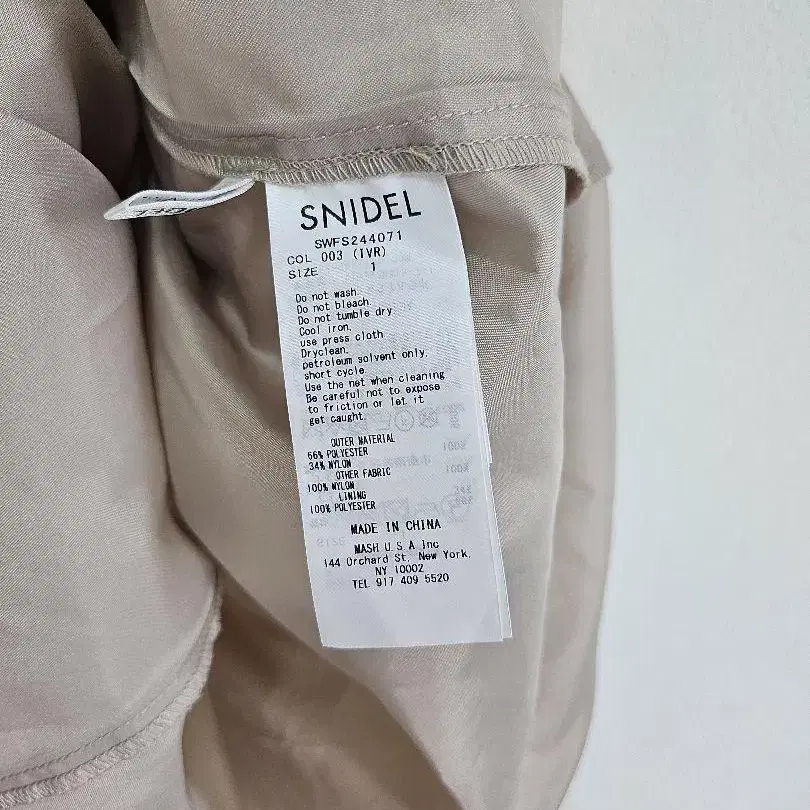 SNIDEL
SWFS244071
COL 003 (IVR)
SIZE 1
Do not wash.
Do not bleach.
Do not tumble dry
Cool iron.
use press cloth
Dryclean.
petroleum solvent only.
short cycle.
Use the net when cleaning
Be careful not to expose
to friction or let it
get caught.
OUTER MATERIAL
66% POLYESTER
34% NYLON
OTHER FABRIC
100% NYLON
LINING
100% POLYESTER
MADE IN CHINA
MASH U.S.A Inc
144 Orchard St. New York,
NY 10002
TEL 917 409 5520